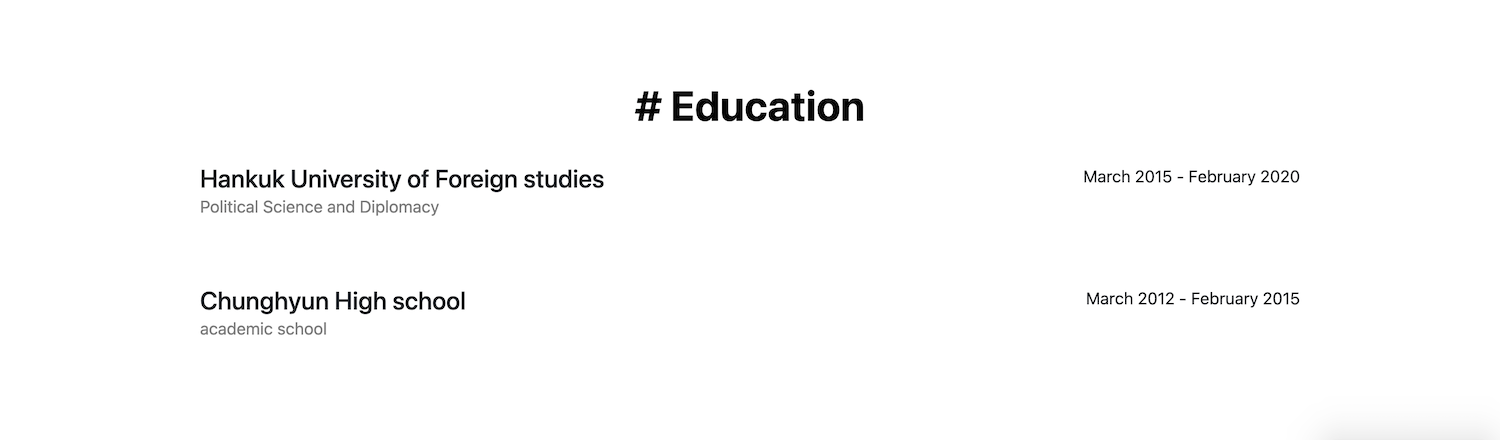 # Education
Hankuk University of Foreign studies
March 2015 - February 2020
Political Science and Diplomacy
Chunghyun High school
March 2012 - February 2015
academic school